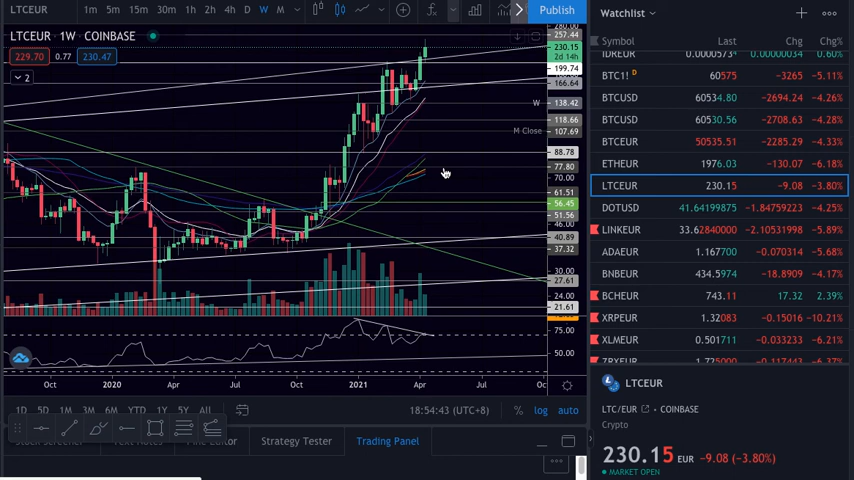 LTCEUR 1m 5m 15m 30m 1h 2h 4h D W M Publish
LTCEUR · 1W · COINBASE
229.70 0.77 230.47
2
257.44
230.15
2d 14h
199.74
166.64
W 138.42
118.66
M Close 107.69
88.78
77.80
70.00
61.51
56.45
51.56
46.00
40.89
37.32
30.00
27.61
24.00
21.61
75.00
50.00
Oct 2020 Apr Jul Oct 2021 Apr Jul Oc
1D 5D 1M 3M 6M YTD 1Y 5Y All 18:54:43 (UTC+8) % log auto
Strategy Tester Trading Panel
Watchlist
Symbol Last Chg Chg%
IDREUR 0.0000573⁴ 0.00000034 0.60%
BTC1! D 60575 −3265 −5.11%
BTCUSD 60534.80 −2694.24 −4.26%
BTCUSD 60530.56 −2708.63 −4.28%
BTCEUR 50535.51 −2285.29 −4.33%
ETHEUR 1976.03 −130.07 −6.18%
LTCEUR 230.15 −9.08 −3.80%
DOTUSD 41.64199875 −1.84759223 −4.25%
LINKEUR 33.62840000 −2.10531998 −5.89%
ADAEUR 1.167700 −0.070314 −5.68%
BNBEUR 434.5974 −18.8909 −4.17%
BCHEUR 743.11 17.32 2.39%
XRPEUR 1.32083 −0.15016 −10.21%
XLMEUR 0.501711 −0.033233 −6.21%
LTCEUR
LTC/EUR · COINBASE
Crypto
230.15 EUR −9.08 (−3.80%)
MARKET OPEN